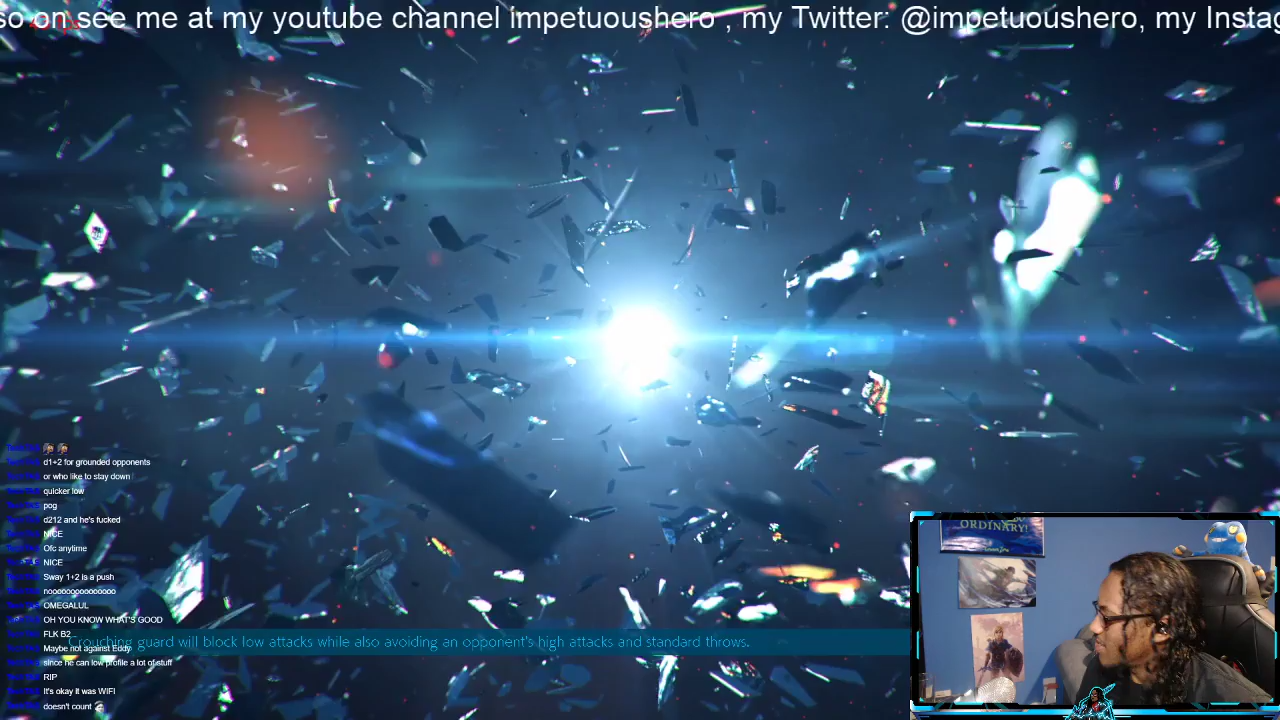 so on see me at my youtube channel impetuoushero , my Twitter: @impetuoushero, my Instag
ORDINARY!
d1+2 for grounded opponents
or who like to stay down
quicker low
pog
d212 and he's fucked
NICE
Ofc anytime
NICE
Sway 1+2 is a push
OMEGALUL
OH YOU KNOW WHAT'S GOOD
FLK B2
Crouching guard will block low attacks while also avoiding an opponent's high attacks and standard throws.
Maybe not against Eddy
since he can low profile a lot of stuff
RIP
It's okay it was WIFI
doesn't count